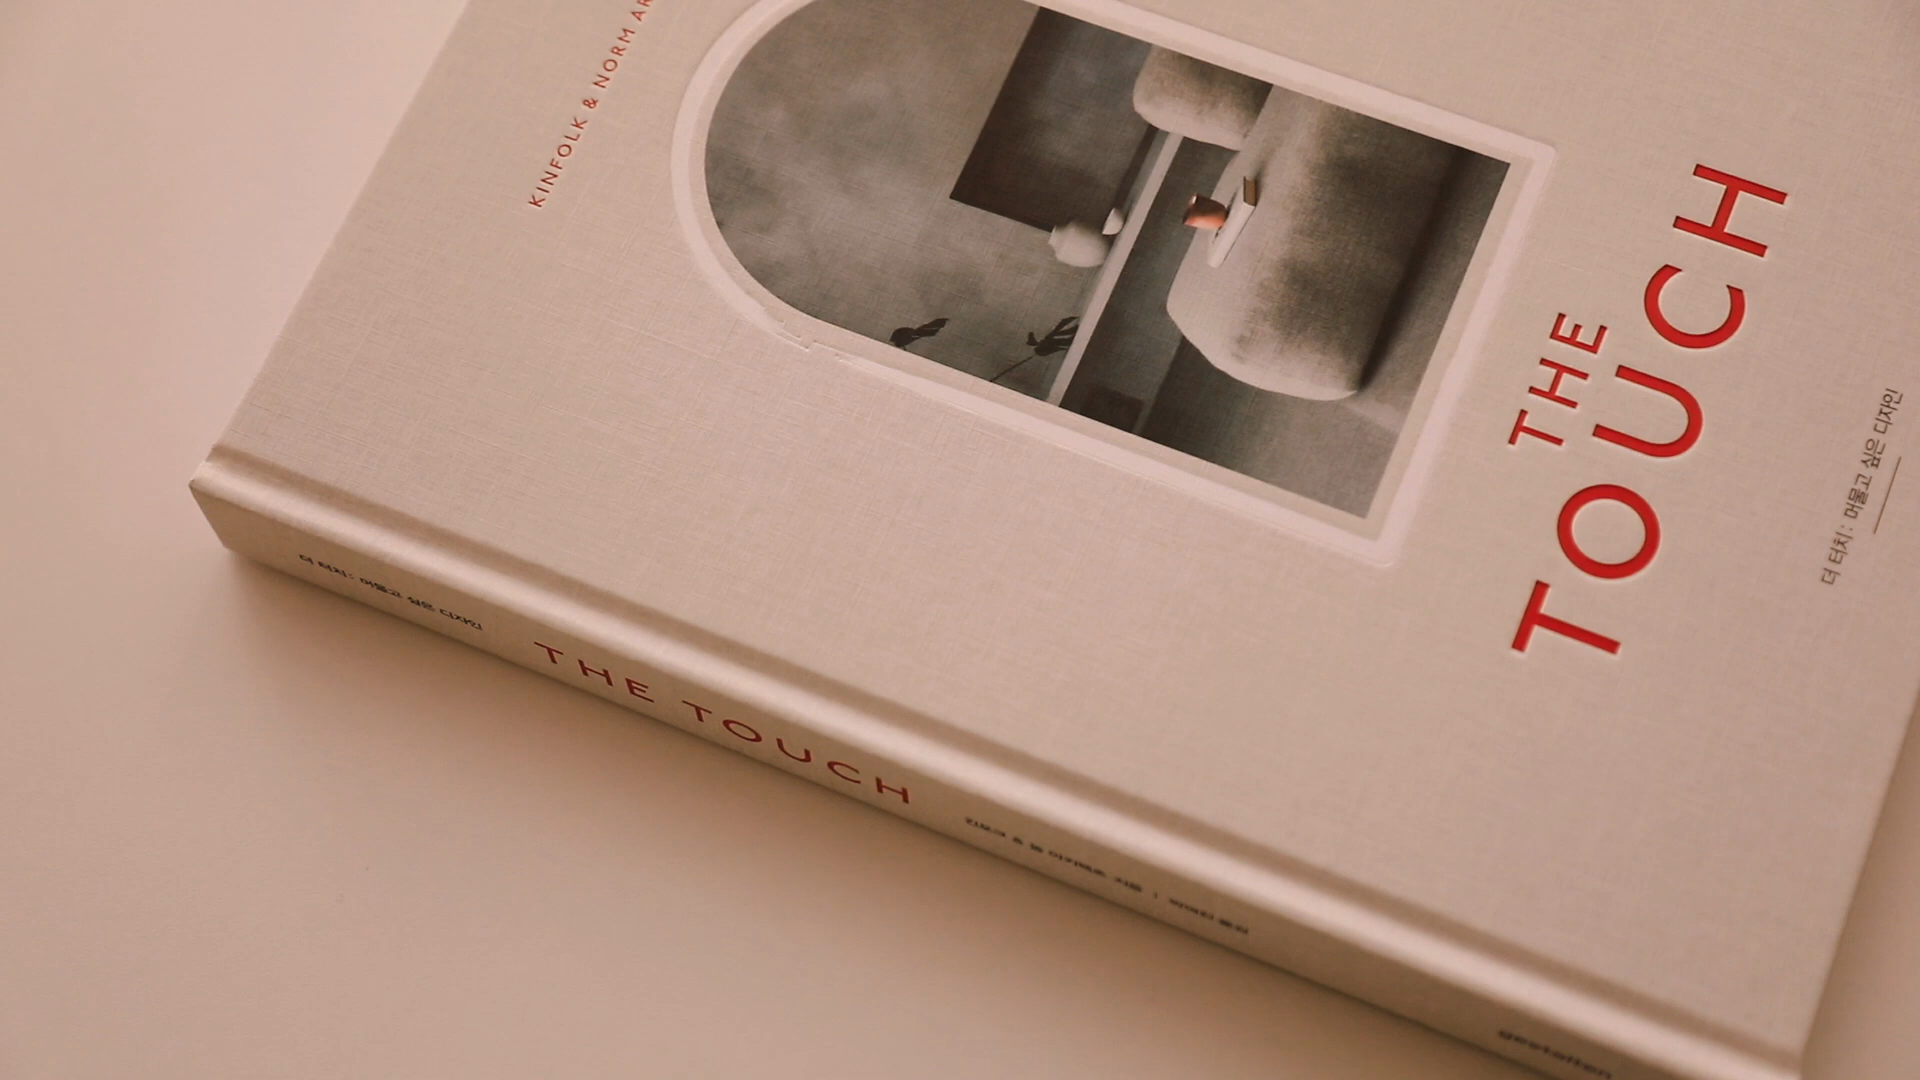 KINFOLK & NORM AR
THE
TOUCH
더 터치: 머물고 싶은 디자인
더 터치: 머물고 싶은 디자인
THE TOUCH
gestalten